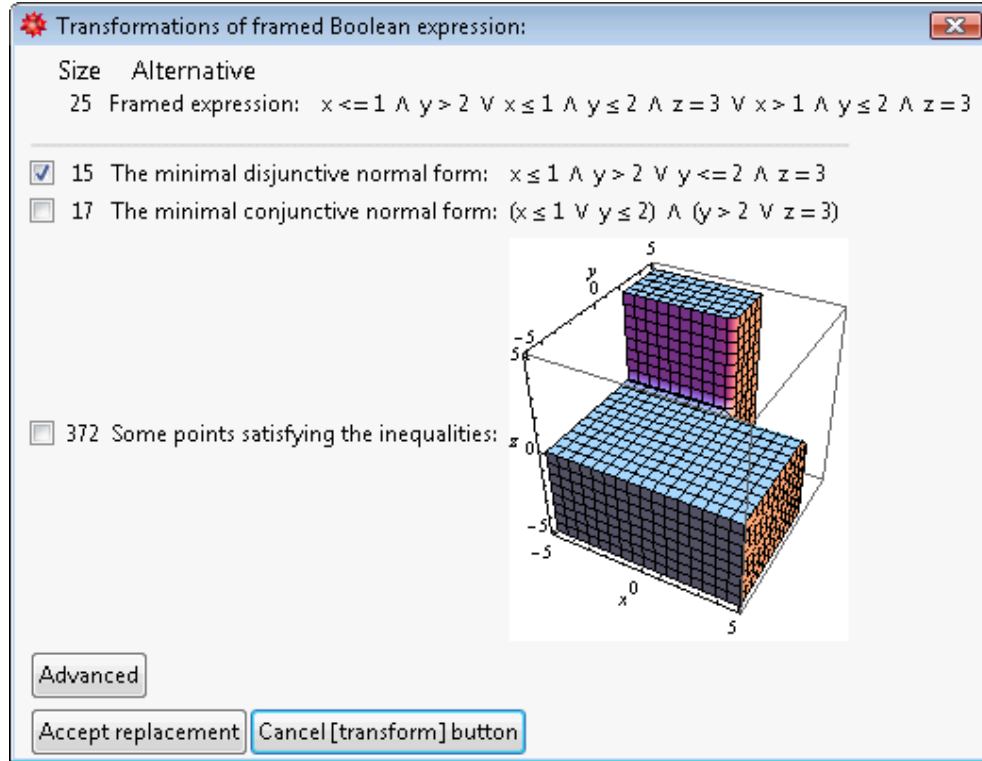 Transformations of framed Boolean expression:
Size Alternative
25 Framed expression: x <= 1 ∧ y > 2 ∨ x ≤ 1 ∧ y ≤ 2 ∧ z = 3 ∨ x > 1 ∧ y ≤ 2 ∧ z = 3
15 The minimal disjunctive normal form: x ≤ 1 ∧ y > 2 ∨ y <= 2 ∧ z = 3
17 The minimal conjunctive normal form: (x ≤ 1 ∨ y ≤ 2) ∧ (y > 2 ∨ z = 3)
5
y
0
-5
5
372 Some points satisfying the inequalities:
z 0
-5
-5
x 0
5
Advanced
Accept replacement Cancel [transform] button